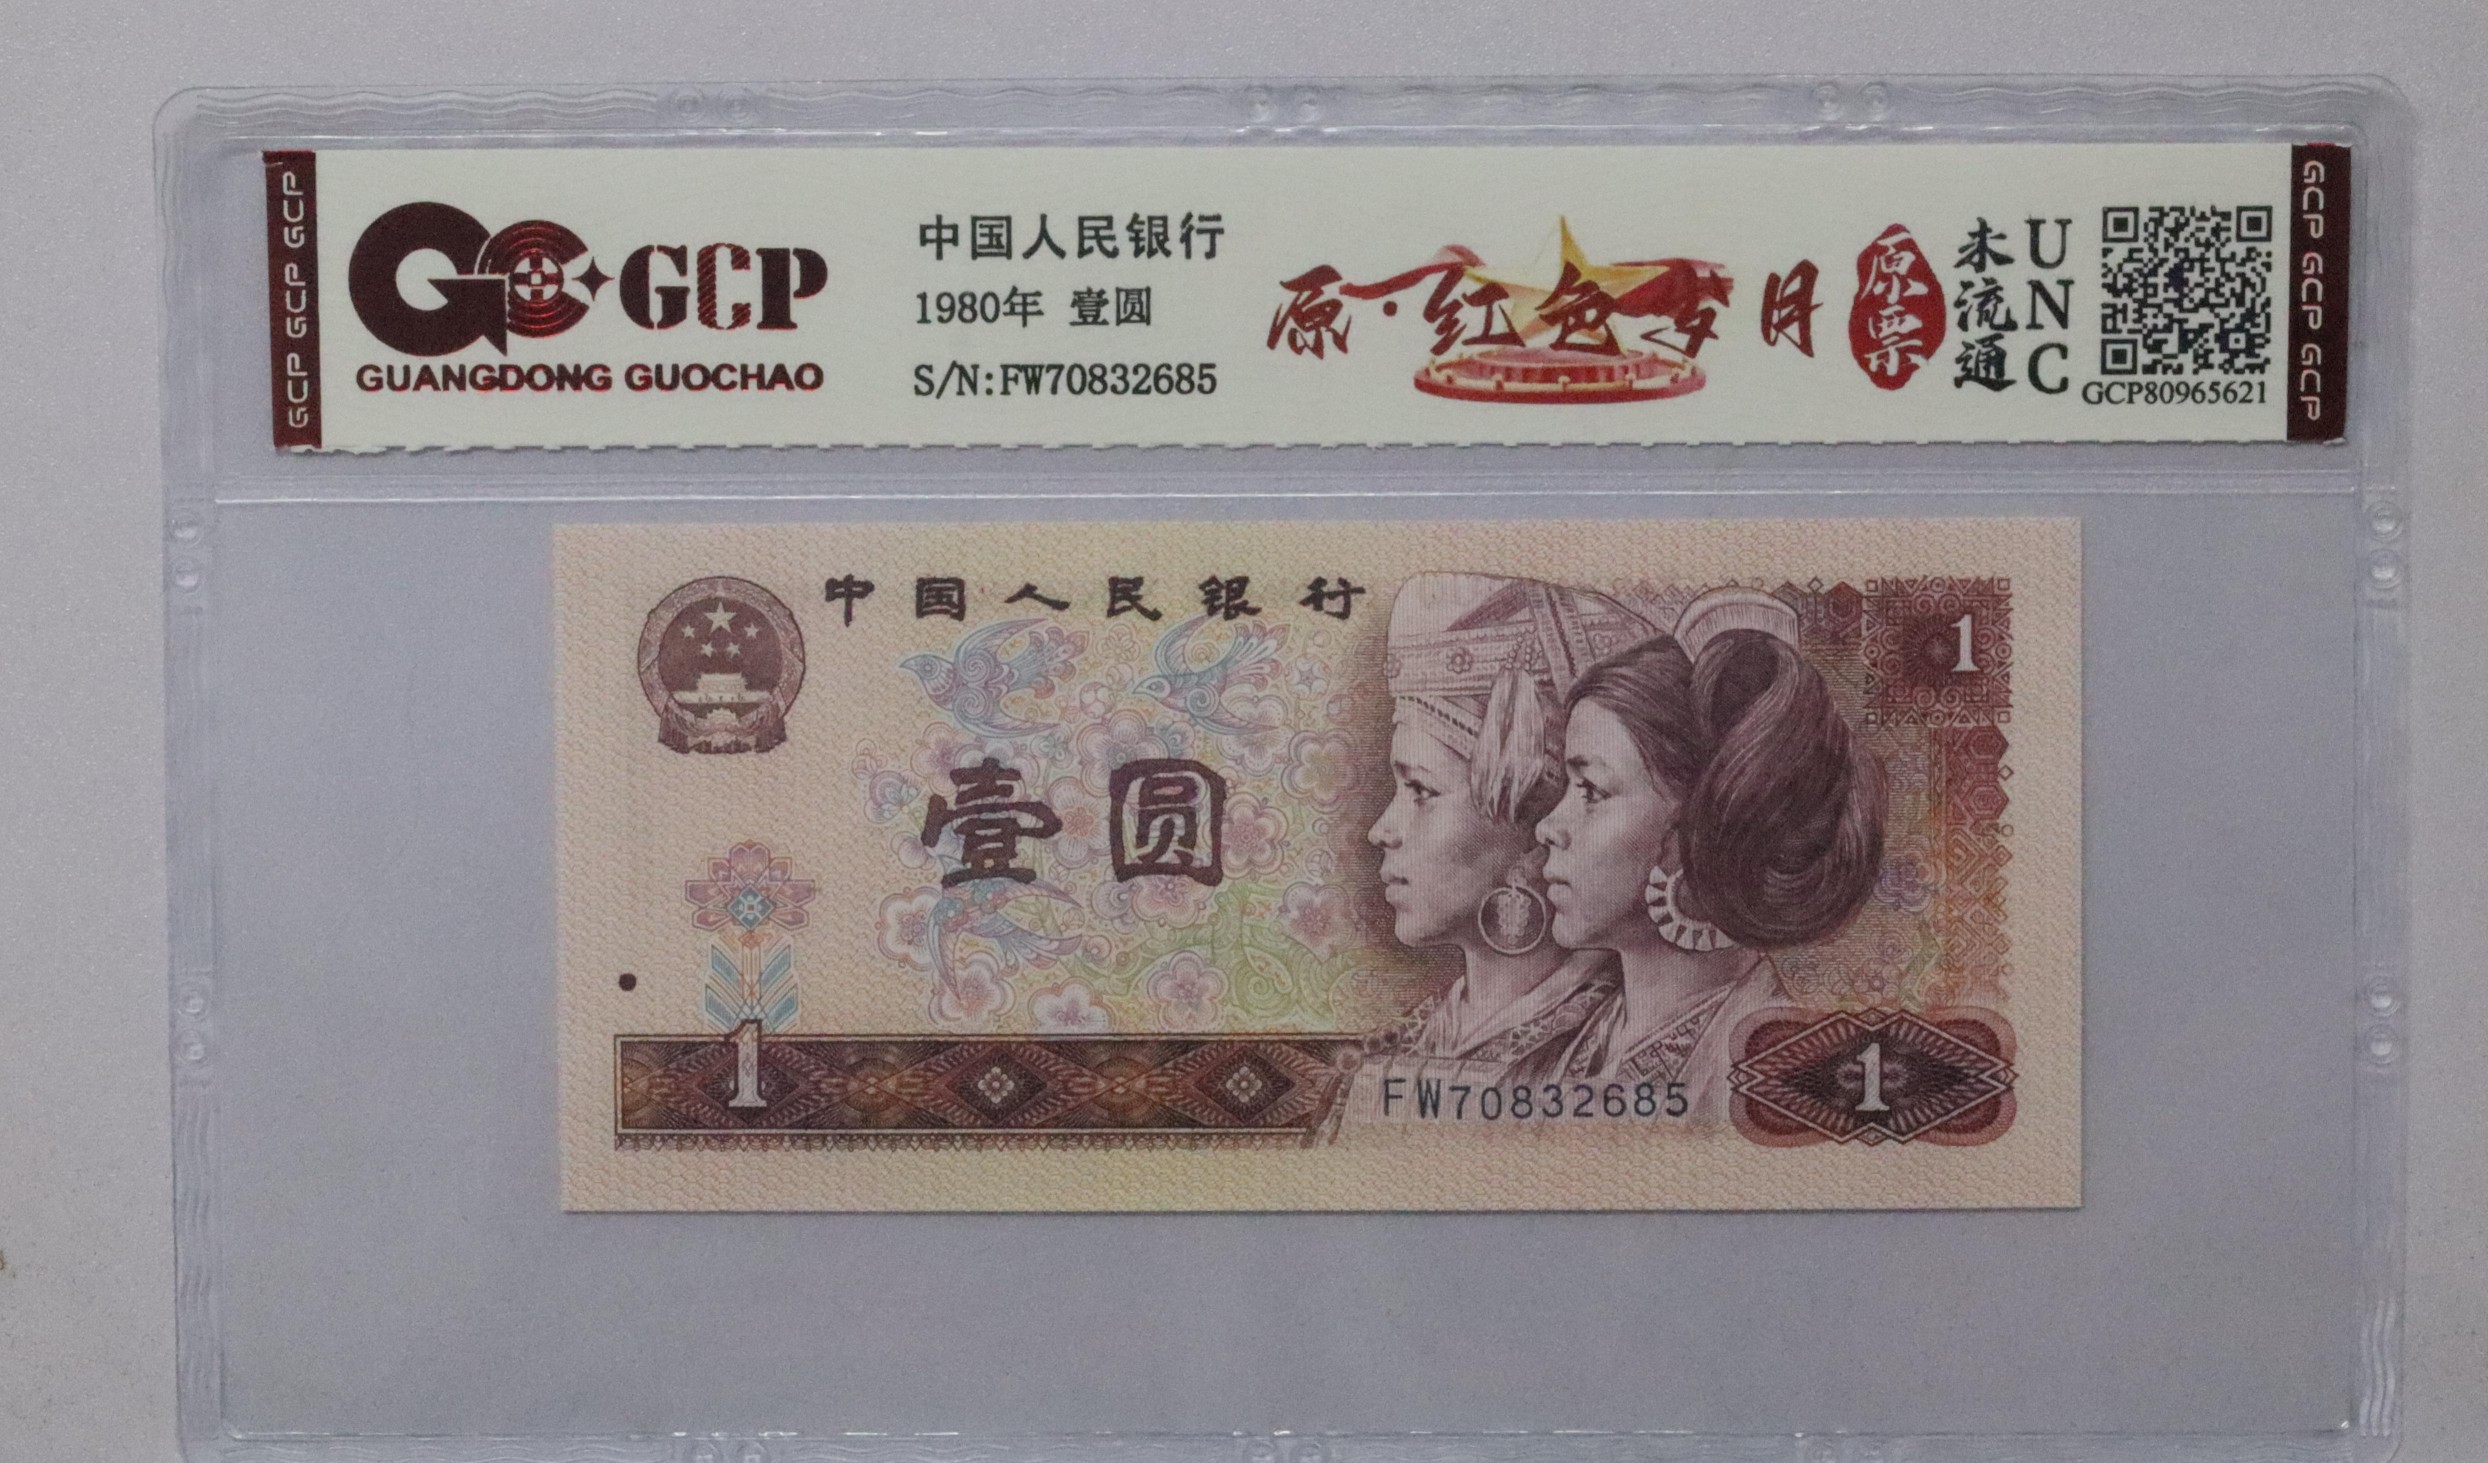 GCP GCP GCP
GCP
GUANGDONG GUOCHAO
中国人民银行
1980年 壹圆
S/N:FW70832685
原·红色岁月
原票
未流通
UNC
GCP80965621
GCP GCP GCP
中国人民银行
1
壹圆
1
FW70832685
1